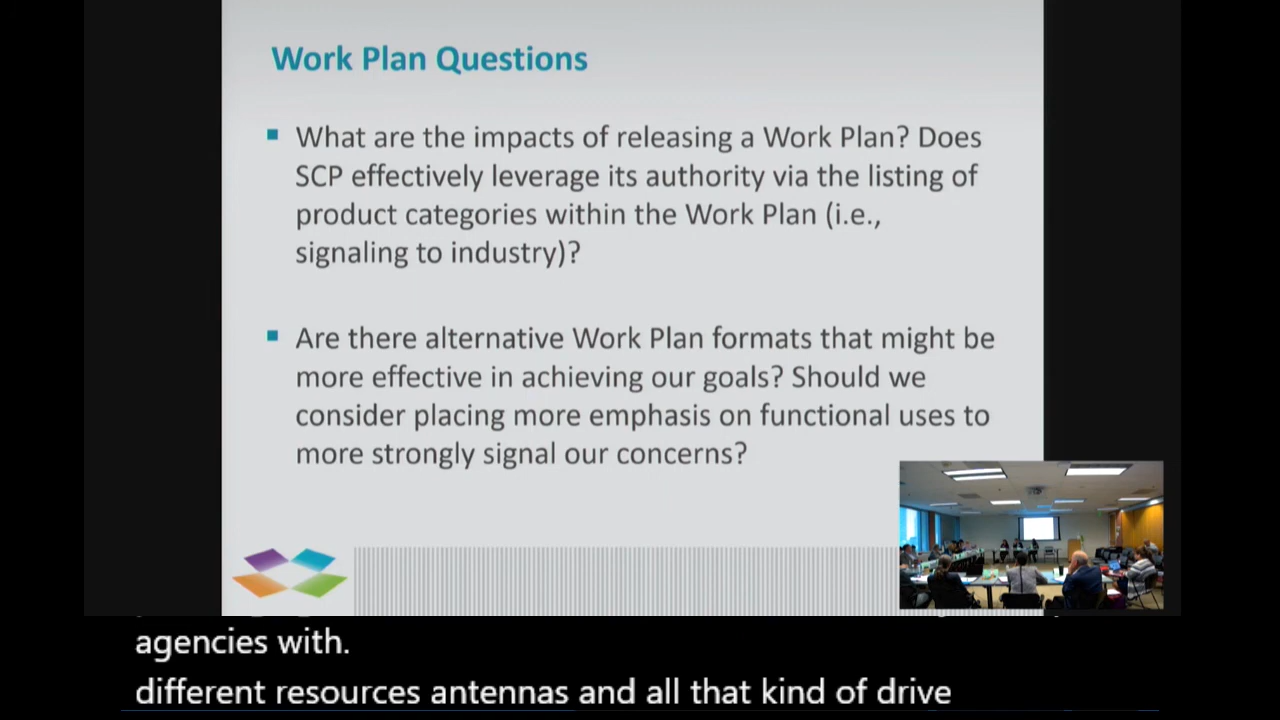 Work Plan Questions
What are the impacts of releasing a Work Plan? Does
SCP effectively leverage its authority via the listing of
product categories within the Work Plan (i.e.,
signaling to industry)?
Are there alternative Work Plan formats that might be
more effective in achieving our goals? Should we
consider placing more emphasis on functional uses to
more strongly signal our concerns?
agencies with.
different resources antennas and all that kind of drive